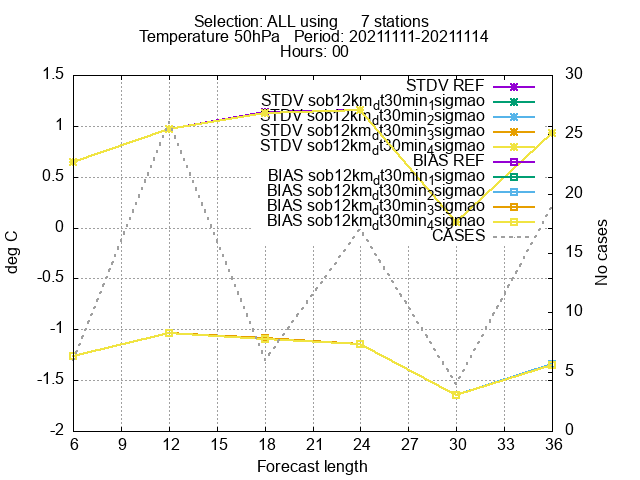 Selection: ALL using 7 stations
Temperature 50hPa Period: 20211111-20211114
Hours: 00
1.5
1
0.5
0
-0.5
-1
-1.5
-2
deg C
30
25
20
15
10
5
0
No cases
STDV REF
STDV sob12km_dt30min_1sigmao
STDV sob12km_dt30min_2sigmao
STDV sob12km_dt30min_3sigmao
STDV sob12km_dt30min_4sigmao
BIAS REF
BIAS sob12km_dt30min_1sigmao
BIAS sob12km_dt30min_2sigmao
BIAS sob12km_dt30min_3sigmao
BIAS sob12km_dt30min_4sigmao
CASES
6 9 12 15 18 21 24 27 30 33 36
Forecast length